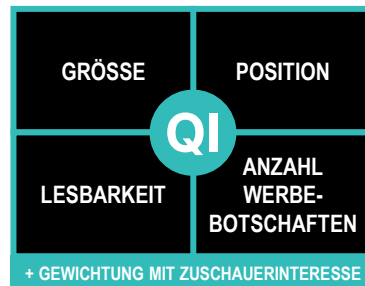 GRÖSSE
POSITION
QI
LESBARKEIT
ANZAHL
WERBE-
BOTSCHAFTEN
+ GEWICHTUNG MIT ZUSCHAUERINTERESSE